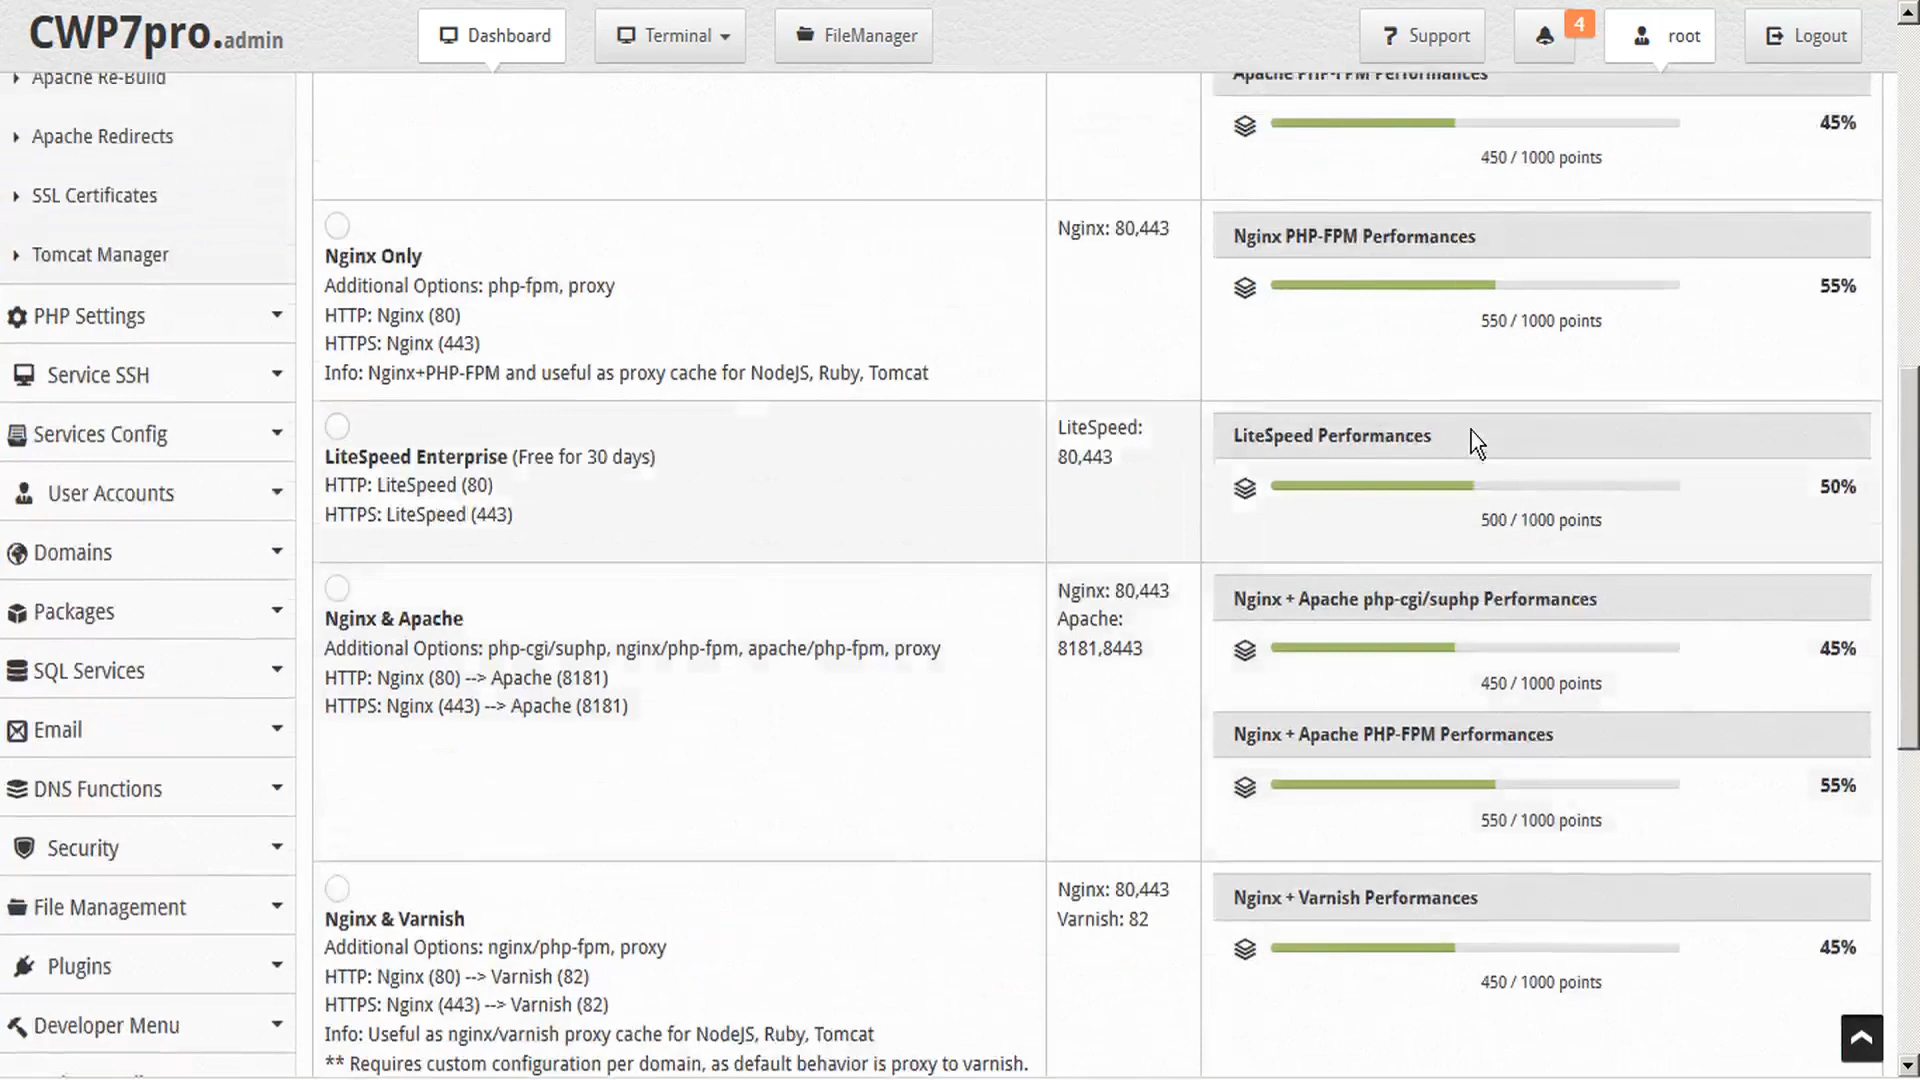 CWP7pro.admin
Dashboard
Terminal
FileManager
? Support
4
root
Logout
Apache Re-Build
Apache Redirects
SSL Certificates
Tomcat Manager
PHP Settings
Service SSH
Services Config
User Accounts
Domains
Packages
SQL Services
Email
DNS Functions
Security
File Management
Plugins
Developer Menu
Apache PHP-FPM Performances
45%
450 / 1000 points
Nginx Only
Additional Options: php-fpm, proxy
HTTP: Nginx (80)
HTTPS: Nginx (443)
Info: Nginx+PHP-FPM and useful as proxy cache for NodeJS, Ruby, Tomcat
Nginx: 80,443
Nginx PHP-FPM Performances
55%
550 / 1000 points
LiteSpeed Enterprise (Free for 30 days)
HTTP: LiteSpeed (80)
HTTPS: LiteSpeed (443)
LiteSpeed:
80,443
LiteSpeed Performances
50%
500 / 1000 points
Nginx & Apache
Additional Options: php-cgi/suphp, nginx/php-fpm, apache/php-fpm, proxy
HTTP: Nginx (80) --> Apache (8181)
HTTPS: Nginx (443) --> Apache (8181)
Nginx: 80,443
Apache:
8181,8443
Nginx + Apache php-cgi/suphp Performances
45%
450 / 1000 points
Nginx + Apache PHP-FPM Performances
55%
550 / 1000 points
Nginx & Varnish
Additional Options: nginx/php-fpm, proxy
HTTP: Nginx (80) --> Varnish (82)
HTTPS: Nginx (443) --> Varnish (82)
Info: Useful as nginx/varnish proxy cache for NodeJS, Ruby, Tomcat
** Requires custom configuration per domain, as default behavior is proxy to varnish.
Nginx: 80,443
Varnish: 82
Nginx + Varnish Performances
45%
450 / 1000 points